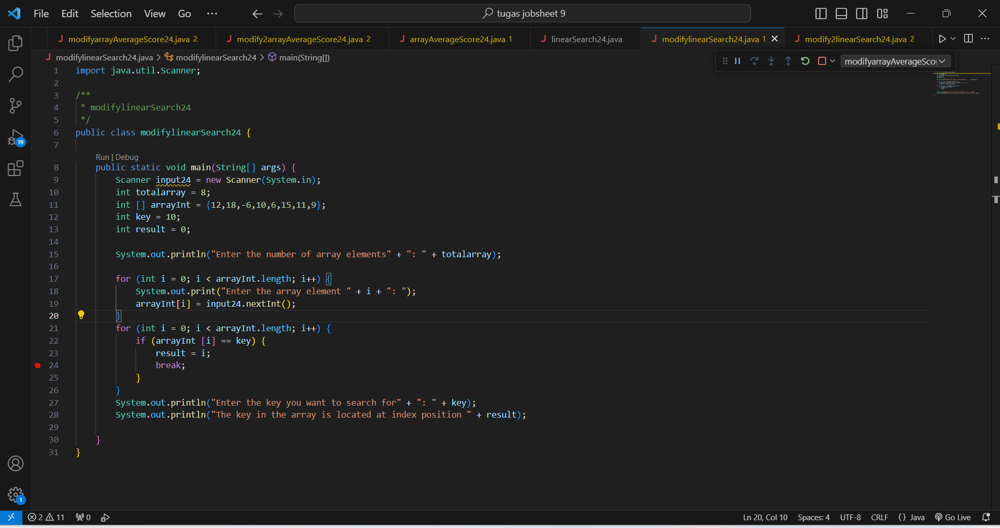 File Edit Selection View Go ··· tugas jobsheet 9
modifyarrayAverageScore24.java 2 modify2arrayAverageScore24.java 2 arrayAverageScore24.java 1 linearSearch24.java modifylinearSearch24.java 1 modify2linearSearch24.java 2
modifylinearSearch24.java > modifylinearSearch24 > main(String[])
modifyarrayAverageSco
1 import java.util.Scanner;
2
3 /**
4 * modifylinearSearch24
5 */
6 public class modifylinearSearch24 {
7
Run | Debug
8 public static void main(String[] args) {
9 Scanner input24 = new Scanner(System.in);
10 int totalarray = 8;
11 int [] arrayInt = {12,18,-6,10,6,15,11,9};
12 int key = 10;
13 int result = 0;
14
15 System.out.println("Enter the number of array elements" + ": " + totalarray);
16
17 for (int i = 0; i < arrayInt.length; i++) {
18 System.out.print("Enter the array element " + i + ": ");
19 arrayInt[i] = input24.nextInt();
20 }
21 for (int i = 0; i < arrayInt.length; i++) {
22 if (arrayInt [i] == key) {
23 result = i;
24 break;
25 }
26 }
27 System.out.println("Enter the key you want to search for" + ": " + key);
28 System.out.println("The key in the array is located at index position " + result);
29
30 }
31 }
19
1
2 11 0 Ln 20, Col 10 Spaces: 4 UTF-8 CRLF {} Java Go Live